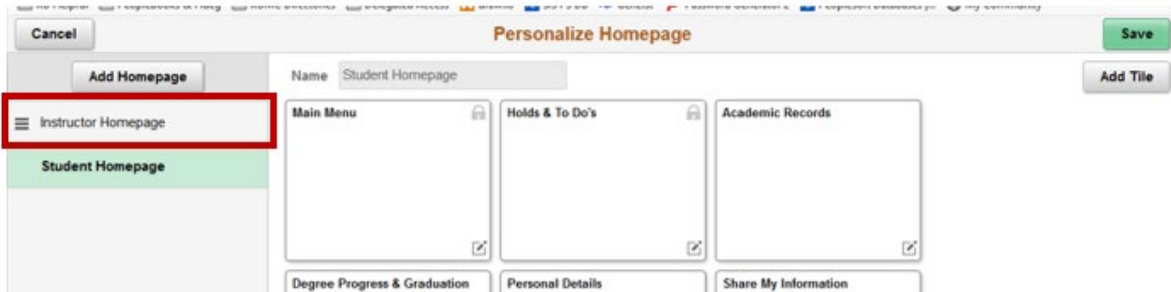 Cancel
Personalize Homepage
Save
Add Homepage
Name Student Homepage
Add Tile
Instructor Homepage
Student Homepage
Main Menu
Holds & To Do's
Academic Records
Degree Progress & Graduation
Personal Details
Share My Information